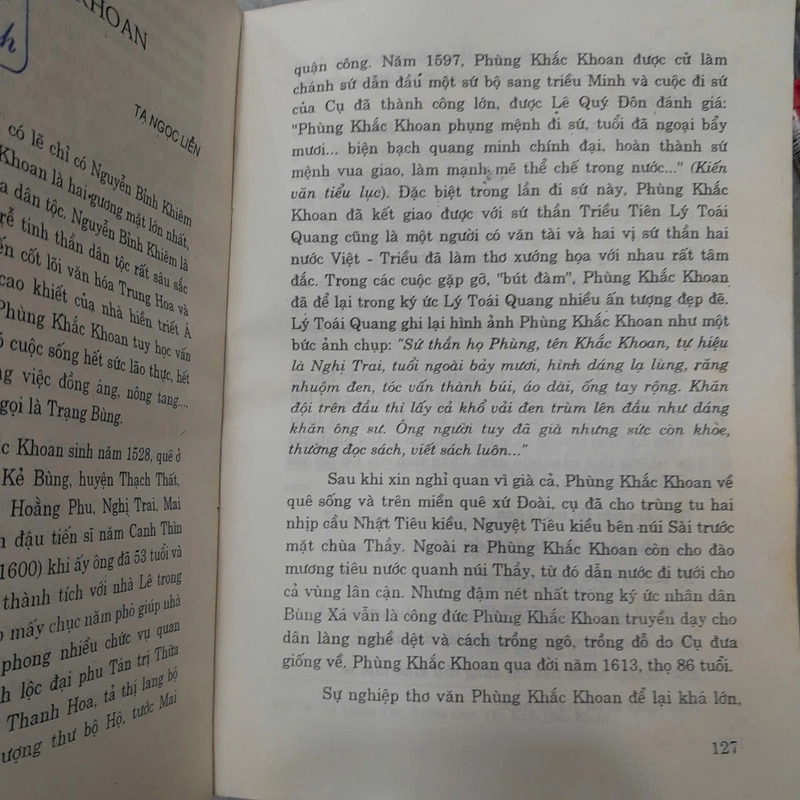 KHOAN
TẠ NGỌC LIỄN
có lẽ chỉ có Nguyễn Bỉnh Khiêm
Khoan là hai gương mặt lớn nhất,
a dân tộc. Nguyễn Bỉnh Khiêm là
rễ tinh thần dân tộc rất sâu sắc
ến cốt lõi văn hóa Trung Hoa và
cao khiết của nhà hiền triết Á
Phùng Khắc Khoan tuy học vấn
ó cuộc sống hết sức lão thực, hết
ng việc đồng áng, nông tang...,
gọi là Trạng Bùng.
ắc Khoan sinh năm 1528, quê ở
Kẻ Bùng, huyện Thạch Thất,
Hoằng Phu, Nghị Trai, Mai
n đậu tiến sĩ năm Canh Thìn
1600) khi ấy ông đã 53 tuổi và
thành tích với nhà Lê trong
o mấy chục năm phò giúp nhà
phong nhiều chức vụ quan
h lộc đại phu Tán trị Thừa
Thanh Hoa, tả thị lang bộ
ượng thư bộ Hộ, tước Mai
quận công. Năm 1597, Phùng Khắc Khoan được cử làm
chánh sứ dẫn đầu một sứ bộ sang triều Minh và cuộc đi sứ
của Cụ đã thành công lớn, được Lê Quý Đôn đánh giá:
"Phùng Khắc Khoan phụng mệnh đi sứ, tuổi đã ngoại bẩy
mươi... biện bạch quang minh chính đại, hoàn thành sứ
mệnh vua giao, làm mạnh mẽ thể chế trong nước..." (Kiến
văn tiểu lục). Đặc biệt trong lần đi sứ này, Phùng Khắc
Khoan đã kết giao được với sứ thần Triều Tiên Lý Toái
Quang cũng là một người có văn tài và hai vị sứ thần hai
nước Việt - Triều đã làm thơ xướng họa với nhau rất tâm
đắc. Trong các cuộc gặp gỡ, "bút đàm", Phùng Khắc Khoan
đã để lại trong ký ức Lý Toái Quang nhiều ấn tượng đẹp đẽ.
Lý Toái Quang ghi lại hình ảnh Phùng Khắc Khoan như một
bức ảnh chụp: "Sứ thần họ Phùng, tên Khắc Khoan, tự hiệu
là Nghị Trai, tuổi ngoài bảy mươi, hình dáng lạ lùng, răng
nhuộm đen, tóc vấn thành búi, áo dài, ống tay rộng. Khăn
đội trên đầu thì lấy cả khổ vải đen trùm lên đầu như dáng
khăn ông sư. Ông người tuy đã già nhưng sức còn khỏe,
thường đọc sách, viết sách luôn..."
Sau khi xin nghỉ quan vì già cả, Phùng Khắc Khoan về
quê sống và trên miền quê xứ Đoài, cụ đã cho trùng tu hai
nhịp cầu Nhật Tiêu kiều, Nguyệt Tiêu kiều bên núi Sài trước
mặt chùa Thầy. Ngoài ra Phùng Khắc Khoan còn cho đào
mương tiêu nước quanh núi Thầy, từ đó dẫn nước đi tưới cho
cả vùng lân cận. Nhưng đậm nét nhất trong ký ức nhân dân
Bùng Xá vẫn là công đức Phùng Khắc Khoan truyền dạy cho
dân làng nghề dệt và cách trồng ngô, trồng đỗ do Cụ đưa
giống về. Phùng Khắc Khoan qua đời năm 1613, thọ 86 tuổi.
Sự nghiệp thơ văn Phùng Khắc Khoan để lại khá lớn,
127